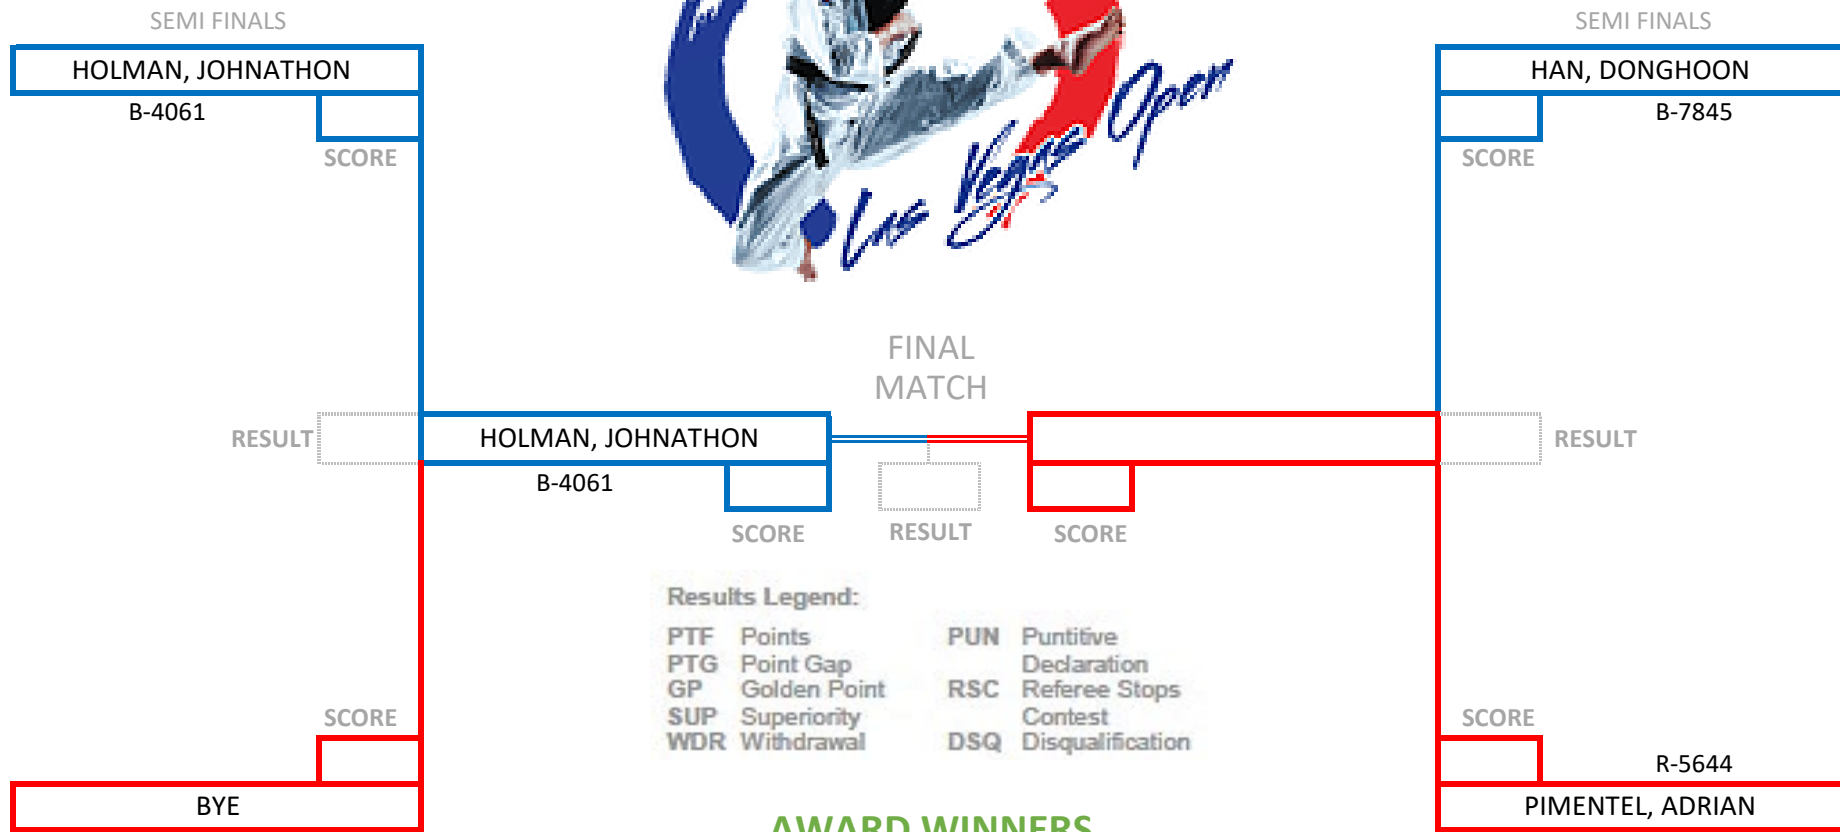 SEMI FINALS
SEMI FINALS
HOLMAN, JOHNATHON
HAN, DONGHOON
B-4061
B-7845
SCORE
SCORE
Las Vegas Open
FINAL
MATCH
RESULT
HOLMAN, JOHNATHON
RESULT
B-4061
SCORE
RESULT
SCORE
Results Legend:
PTF Points
PTG Point Gap
GP Golden Point
SUP Superiority
WDR Withdrawal
PUN Puntitive
Declaration
RSC Referee Stops
Contest
DSQ Disqualification
SCORE
SCORE
R-5644
BYE
PIMENTEL, ADRIAN
AWARD WINNERS